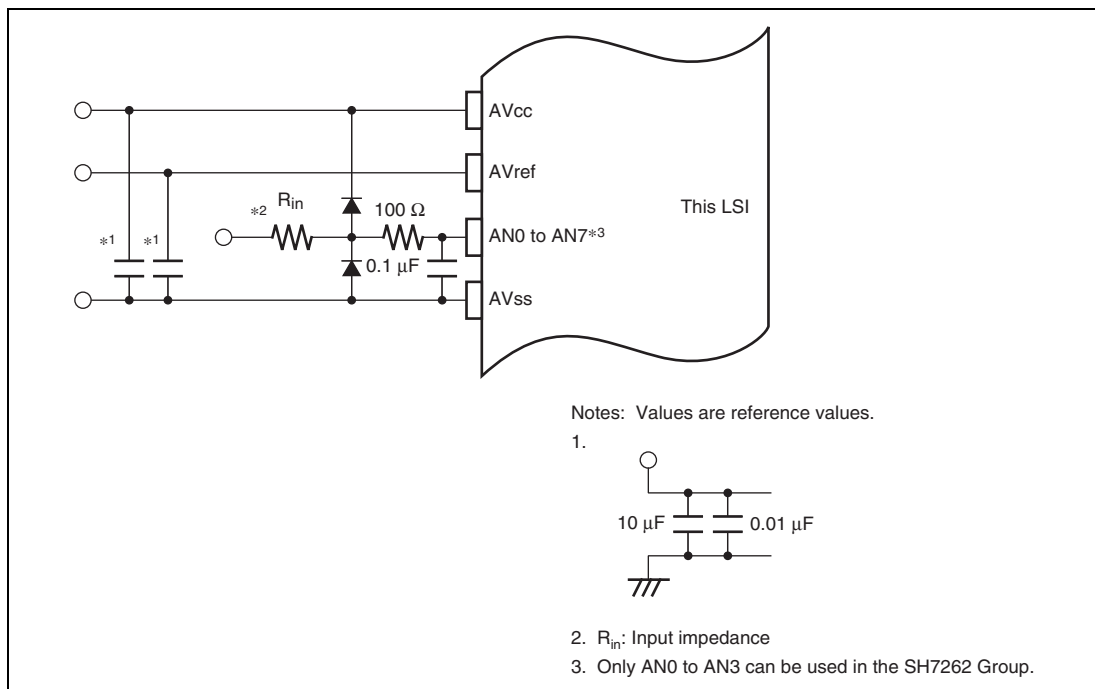 AVcc
AVref
*2 Rin
100 Ω
This LSI
*1 *1
AN0 to AN7*3
0.1 μF
AVss
Notes: Values are reference values.
1.
10 μF 0.01 μF
2. Rin: Input impedance
3. Only AN0 to AN3 can be used in the SH7262 Group.